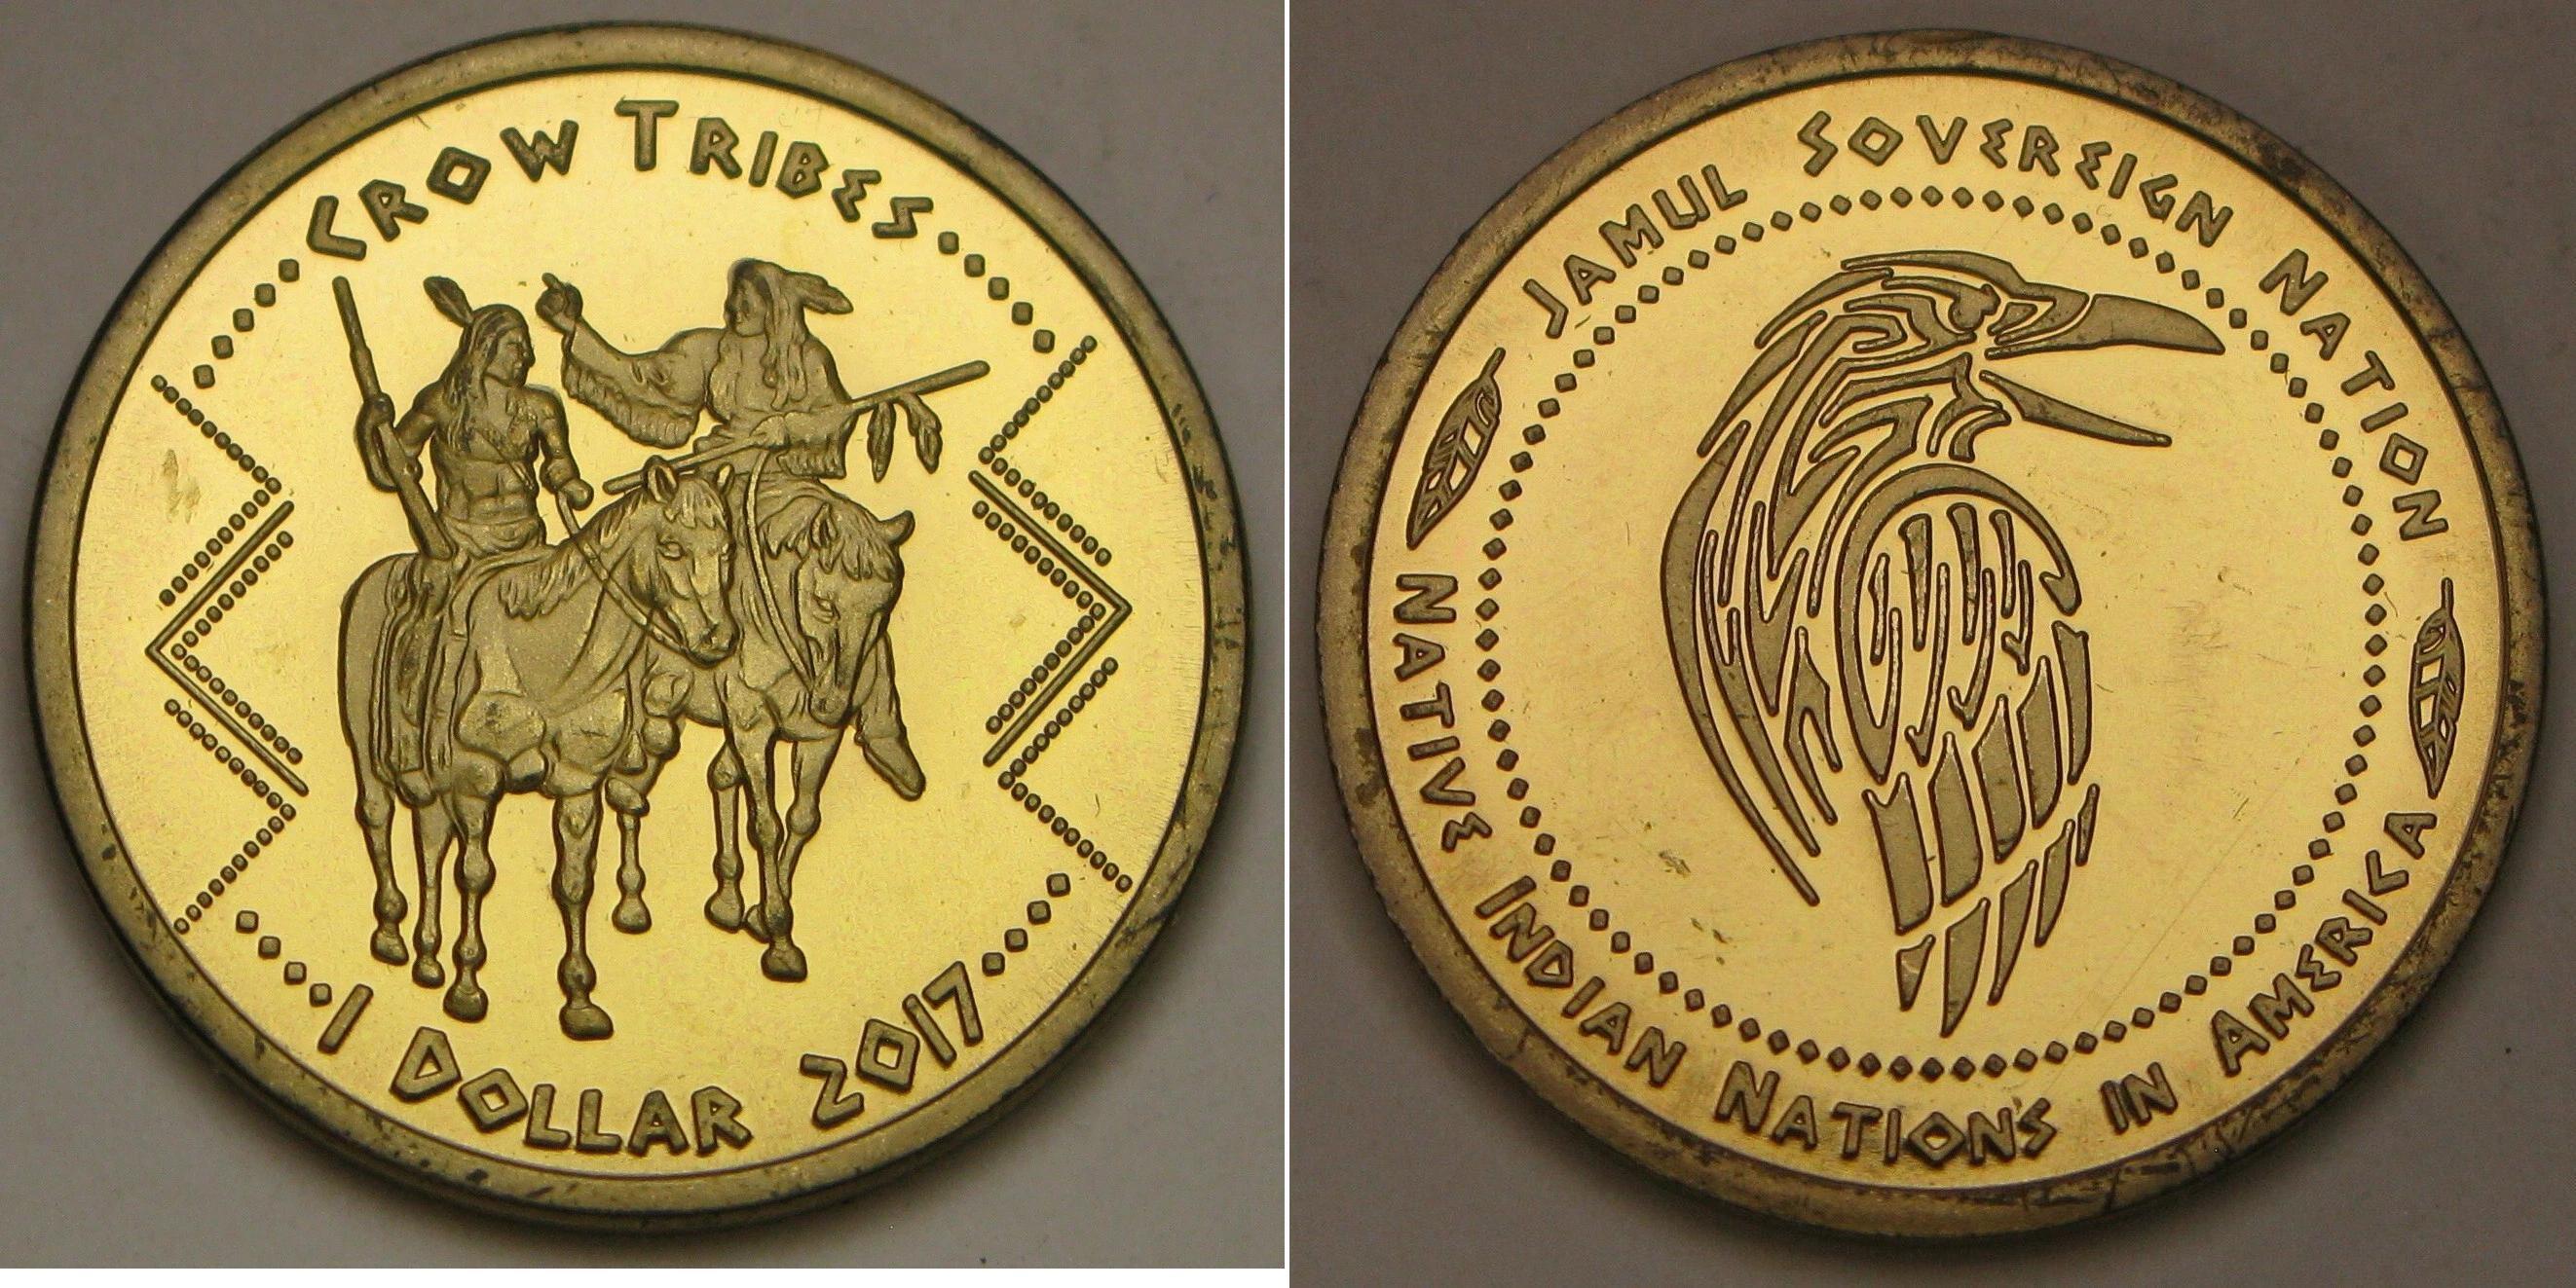 CROW TRIBES
1 DOLLAR 2017
JAMUL SOVEREIGN NATION
NATIVE INDIAN NATIONS IN AMERICA